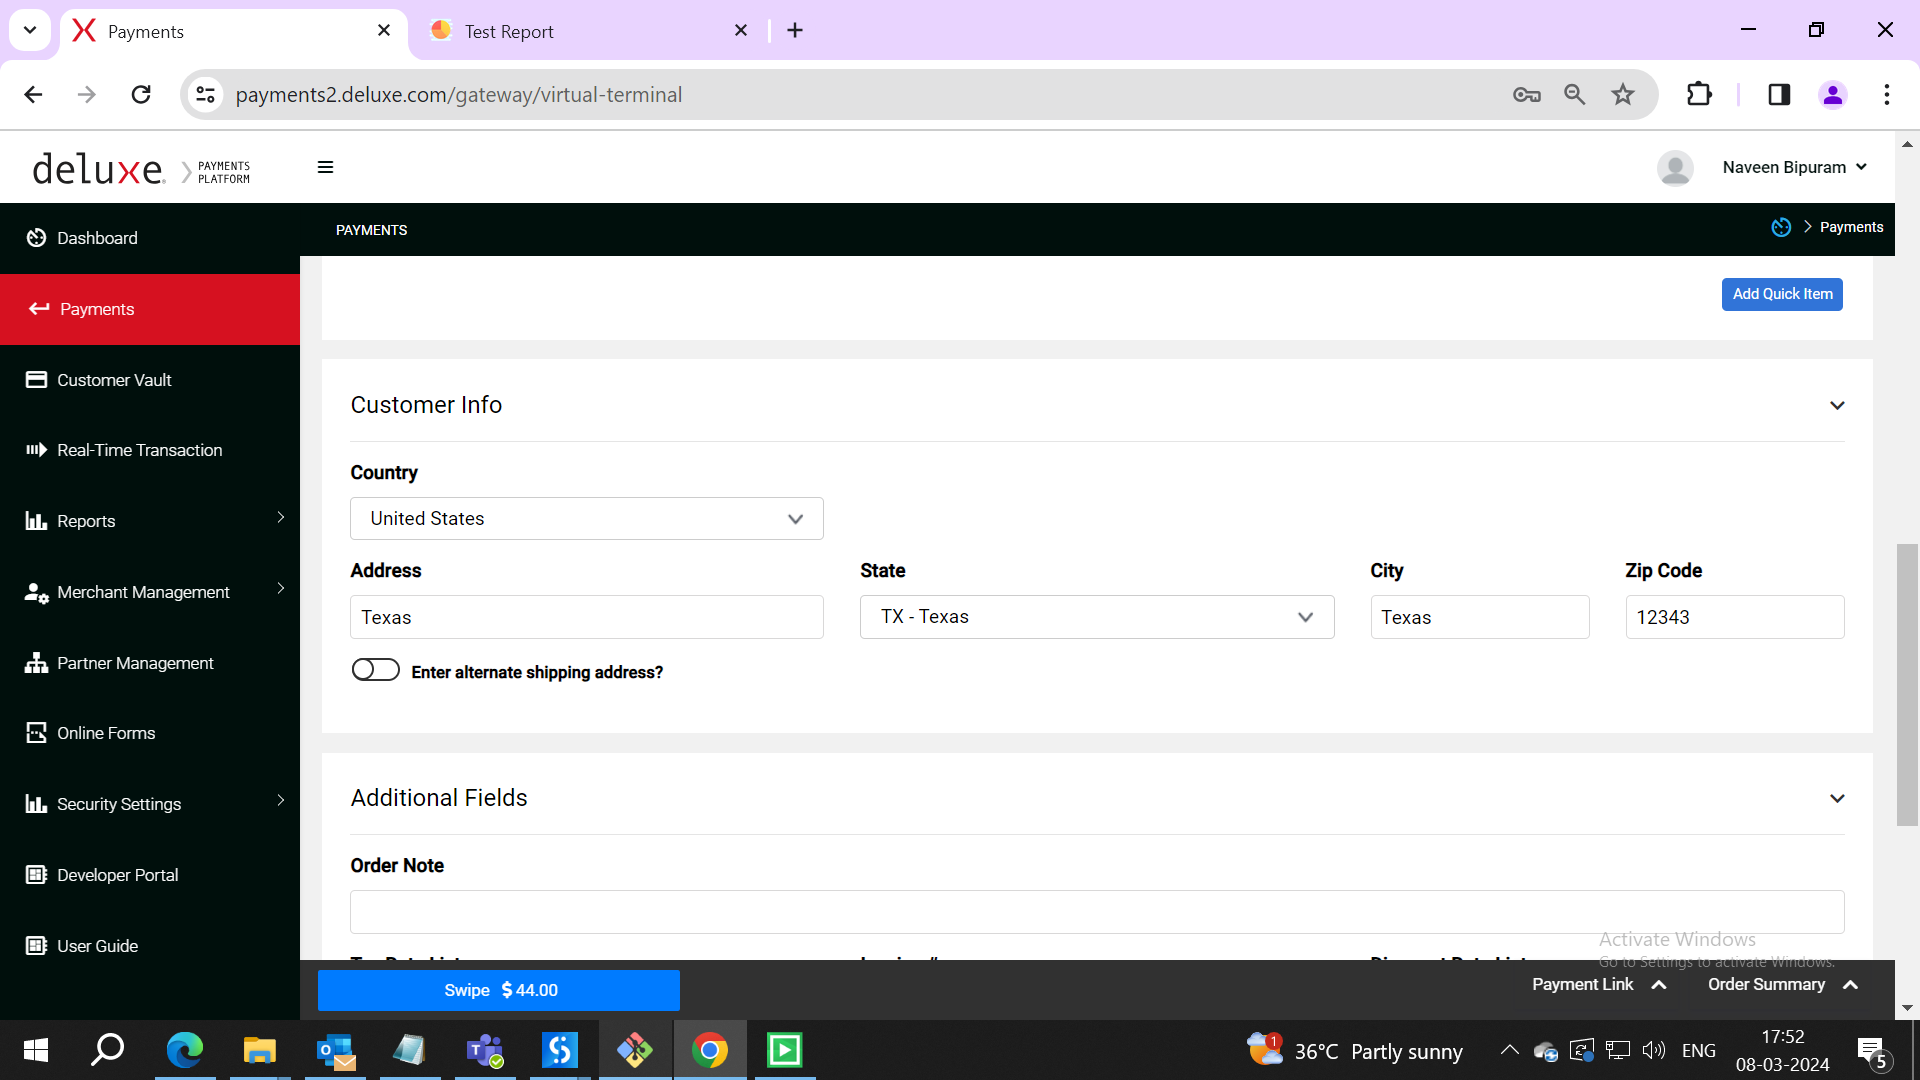 Payments
Test Report
payments2.deluxe.com/gateway/virtual-terminal
deluxe. PAYMENTS PLATFORM
Naveen Bipuram
Dashboard
PAYMENTS
Payments
Payments
Add Quick Item
Customer Vault
Customer Info
Real-Time Transaction
Country
United States
Reports
Address
State
City
Zip Code
Merchant Management
Texas
TX - Texas
Texas
12343
Partner Management
Enter alternate shipping address?
Online Forms
Security Settings
Additional Fields
Developer Portal
Order Note
User Guide
Activate Windows
Go to Settings to activate Windows.
Swipe $44.00
Payment Link
Order Summary
1
36°C Partly sunny
ENG
17:52
08-03-2024
5